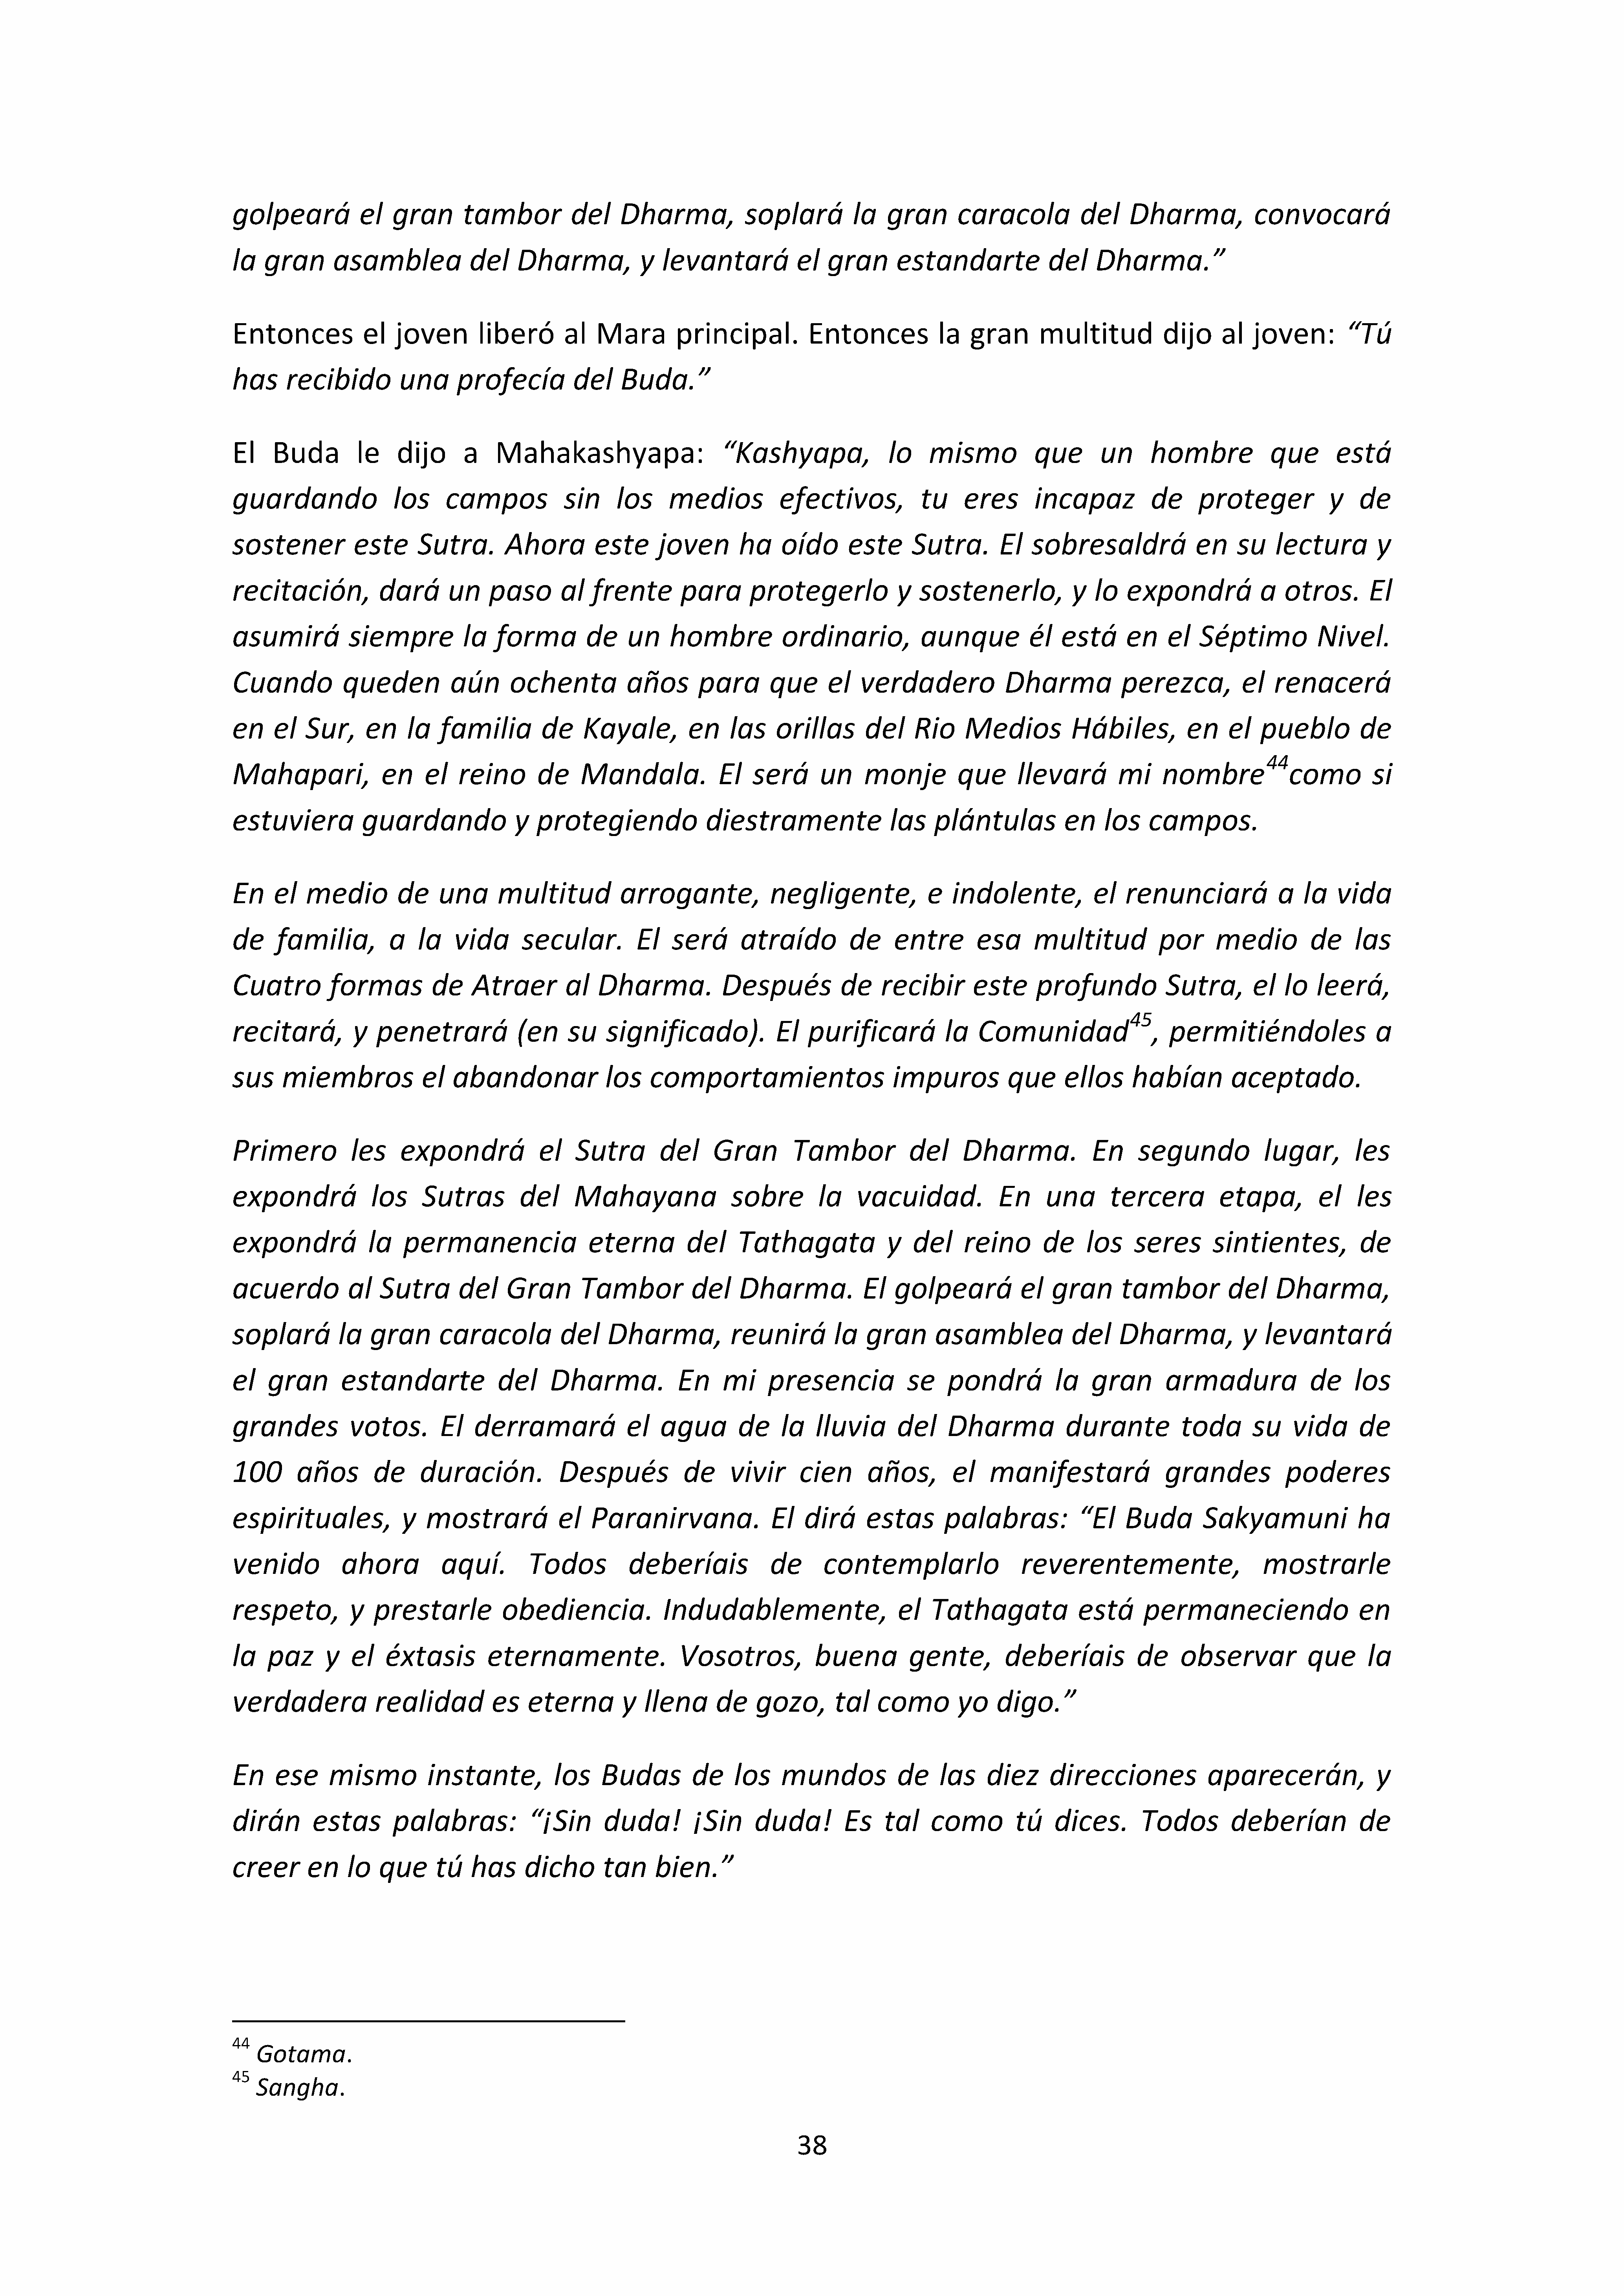 golpeará el gran tambor del Dharma, soplará la gran caracola del Dharma, convocará
la gran asamblea del Dharma, y levantará el gran estandarte del Dharma.”
Entonces el joven liberó al Mara principal. Entonces la gran multitud dijo al joven: “Tú
has recibido una profecía del Buda.”
El Buda le dijo a Mahakashyapa: “Kashyapa, lo mismo que un hombre que está
guardando los campos sin los medios efectivos, tu eres incapaz de proteger y de
sostener este Sutra. Ahora este joven ha oído este Sutra. El sobresaldrá en su lectura y
recitación, dará un paso al frente para protegerlo y sostenerlo, y lo expondrá a otros. El
asumirá siempre la forma de un hombre ordinario, aunque él está en el Séptimo Nivel.
Cuando queden aún ochenta años para que el verdadero Dharma perezca, el renacerá
en el Sur, en la familia de Kayale, en las orillas del Rio Medios Hábiles, en el pueblo de
Mahapari, en el reino de Mandala. El será un monje que llevará mi nombre44como si
estuviera guardando y protegiendo diestramente las plántulas en los campos.
En el medio de una multitud arrogante, negligente, e indolente, el renunciará a la vida
de familia, a la vida secular. El será atraído de entre esa multitud por medio de las
Cuatro formas de Atraer al Dharma. Después de recibir este profundo Sutra, el lo leerá,
recitará, y penetrará (en su significado). El purificará la Comunidad45, permitiéndoles a
sus miembros el abandonar los comportamientos impuros que ellos habían aceptado.
Primero les expondrá el Sutra del Gran Tambor del Dharma. En segundo lugar, les
expondrá los Sutras del Mahayana sobre la vacuidad. En una tercera etapa, el les
expondrá la permanencia eterna del Tathagata y del reino de los seres sintientes, de
acuerdo al Sutra del Gran Tambor del Dharma. El golpeará el gran tambor del Dharma,
soplará la gran caracola del Dharma, reunirá la gran asamblea del Dharma, y levantará
el gran estandarte del Dharma. En mi presencia se pondrá la gran armadura de los
grandes votos. El derramará el agua de la lluvia del Dharma durante toda su vida de
100 años de duración. Después de vivir cien años, el manifestará grandes poderes
espirituales, y mostrará el Paranirvana. El dirá estas palabras: “El Buda Sakyamuni ha
venido ahora aquí. Todos deberíais de contemplarlo reverentemente, mostrarle
respeto, y prestarle obediencia. Indudablemente, el Tathagata está permaneciendo en
la paz y el éxtasis eternamente. Vosotros, buena gente, deberíais de observar que la
verdadera realidad es eterna y llena de gozo, tal como yo digo.”
En ese mismo instante, los Budas de los mundos de las diez direcciones aparecerán, y
dirán estas palabras: “¡Sin duda! ¡Sin duda! Es tal como tú dices. Todos deberían de
creer en lo que tú has dicho tan bien.”
44 Gotama.
45 Sangha.
38